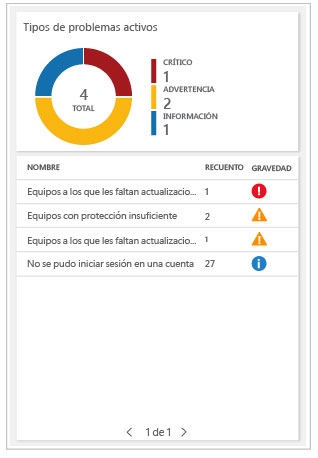 Tipos de problemas activos
4
TOTAL
CRÍTICO
1
ADVERTENCIA
2
INFORMACIÓN
1
NOMBRE RECUENTO GRAVEDAD
Equipos a los que les faltan actualizacio... 1
Equipos con protección insuficiente 2
Equipos a los que les faltan actualizacio... 1
No se pudo iniciar sesión en una cuenta 27
1 de 1